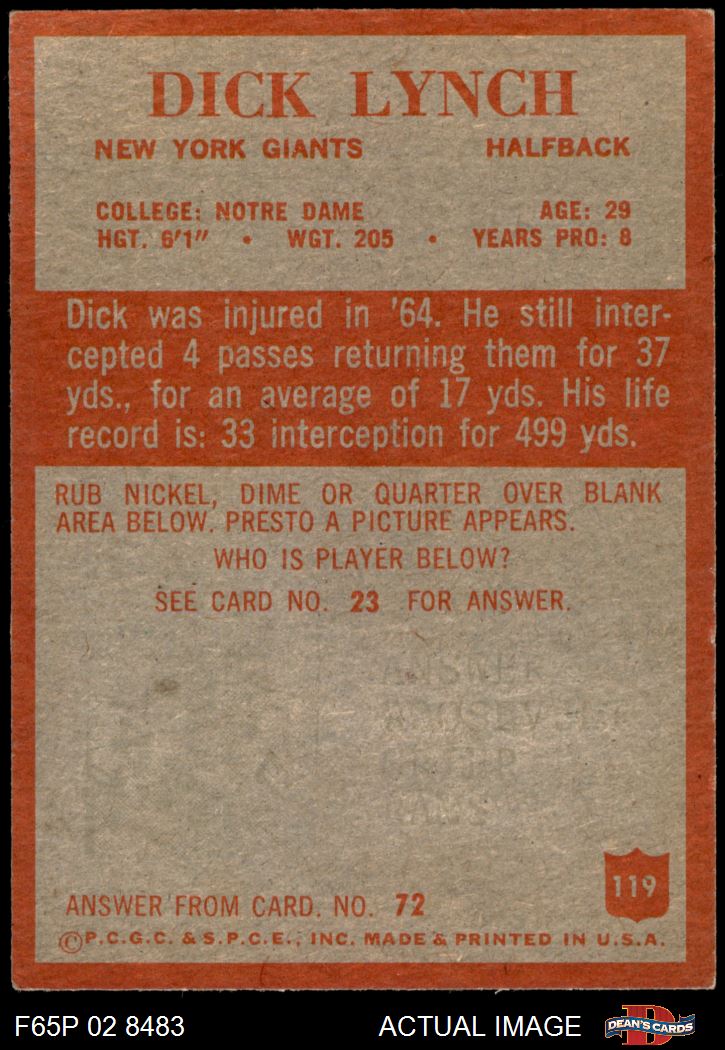 DICK LYNCH
NEW YORK GIANTS HALFBACK
COLLEGE: NOTRE DAME AGE: 29
HGT. 6'1" • WGT. 205 • YEARS PRO: 8
Dick was injured in '64. He still inter-
cepted 4 passes returning them for 37
yds., for an average of 17 yds. His life
record is: 33 interception for 499 yds.
RUB NICKEL, DIME OR QUARTER OVER BLANK
AREA BELOW. PRESTO A PICTURE APPEARS.
WHO IS PLAYER BELOW?
SEE CARD NO. 23 FOR ANSWER.
ANSWER
119
ANSWER FROM CARD. NO. 72
©P.C.G.C. & S.P.C.E., INC. MADE & PRINTED IN U.S.A.
F65P 02 8483 ACTUAL IMAGE
DEAN'S CARDS